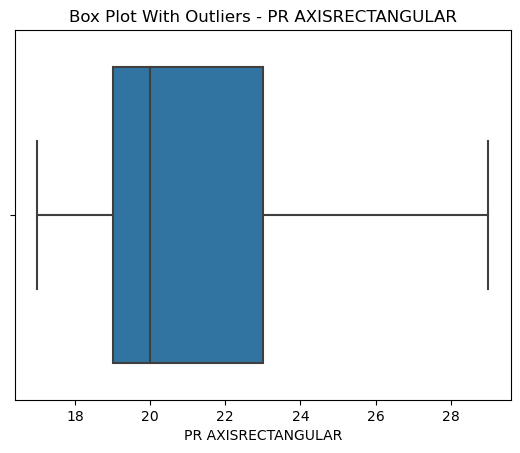 Box Plot With Outliers - PR AXISRECTANGULAR
18 20 22 24 26 28
PR AXISRECTANGULAR